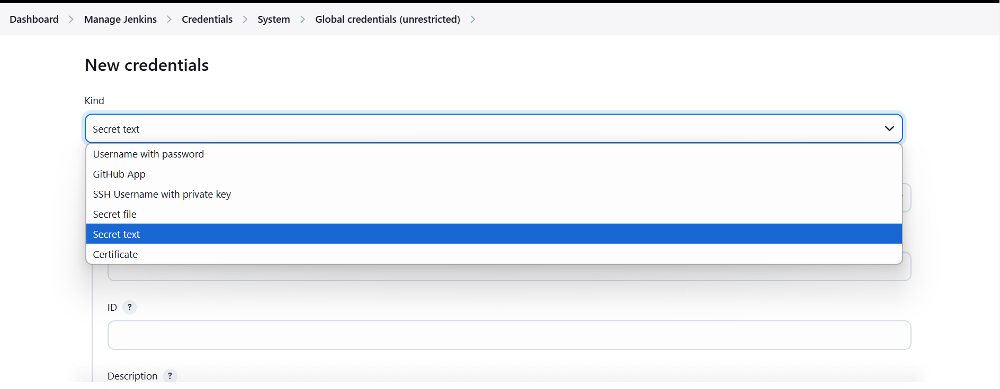 Dashboard > Manage Jenkins > Credentials > System > Global credentials (unrestricted) >
New credentials
Kind
Secret text
Username with password
GitHub App
SSH Username with private key
Secret file
Secret text
Certificate
ID ?
Description ?